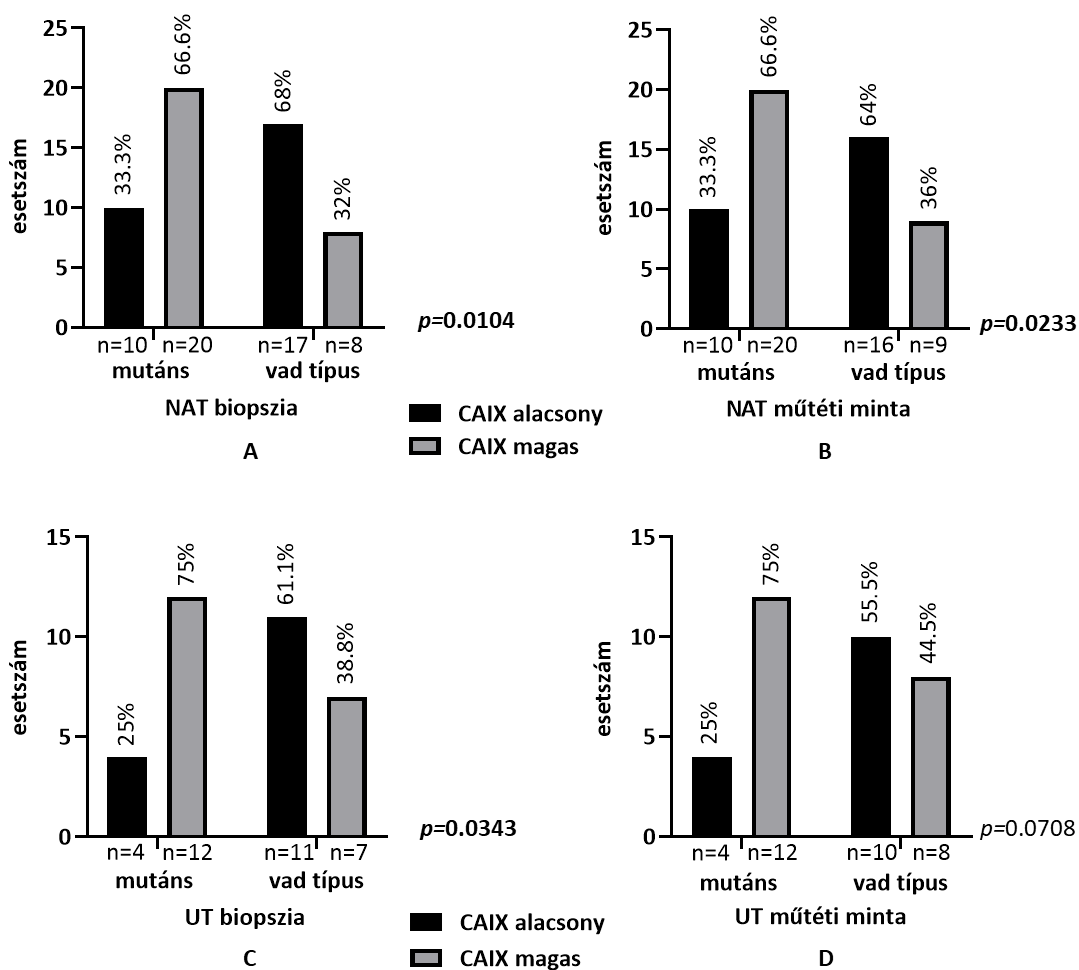 25
20
15
10
5
0
esetszám
33.3%
66.6%
68%
32%
n=10 n=20 n=17 n=8
mutáns vad típus
p=0.0104
NAT biopszia
A
25
20
15
10
5
0
esetszám
33.3%
66.6%
64%
36%
n=10 n=20 n=16 n=9
mutáns vad típus
p=0.0233
NAT műtéti minta
B
CAIX alacsony
CAIX magas
15
10
5
0
esetszám
25%
75%
61.1%
38.8%
n=4 n=12 n=11 n=7
mutáns vad típus
p=0.0343
UT biopszia
C
15
10
5
0
esetszám
25%
75%
55.5%
44.5%
n=4 n=12 n=10 n=8
mutáns vad típus
p=0.0708
UT műtéti minta
D
CAIX alacsony
CAIX magas